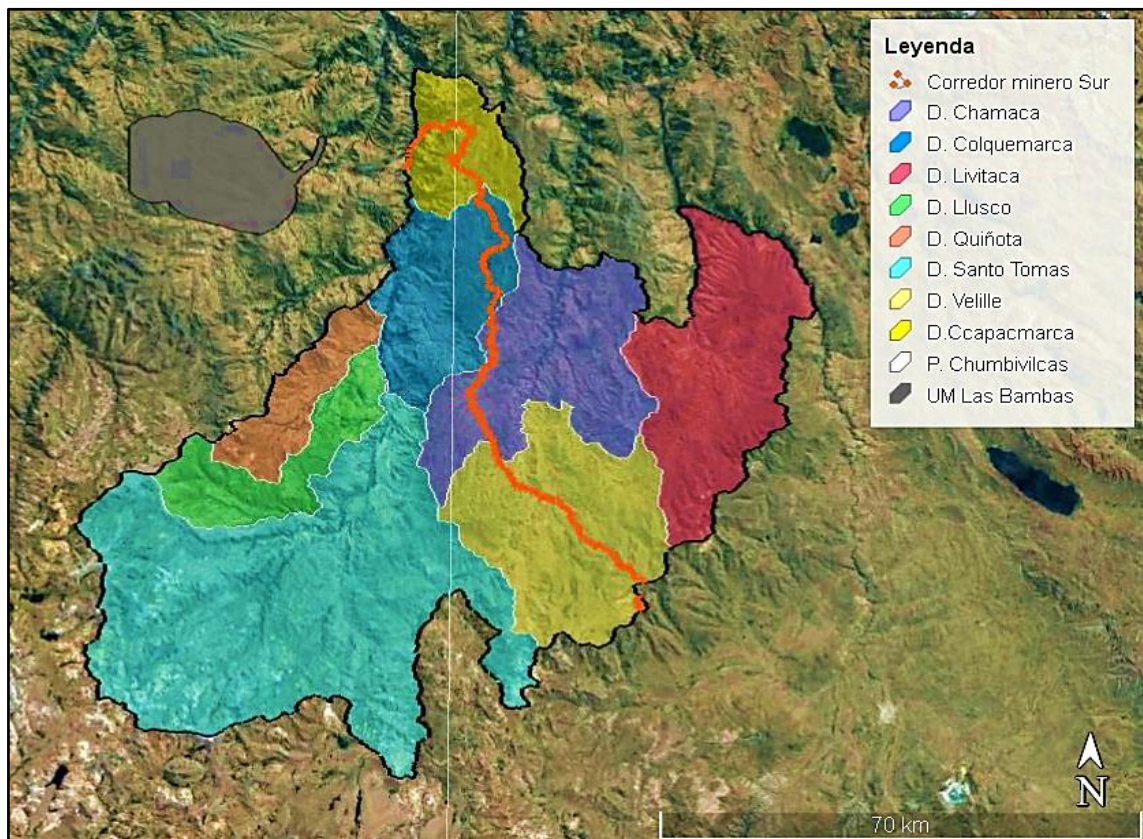 Leyenda
Corredor minero Sur
D. Chamaca
D. Colquemarca
D. Livitaca
D. Llusco
D. Quiñota
D. Santo Tomas
D. Velille
D.Ccapacmarca
P. Chumbivilcas
UM Las Bambas
N
70 km